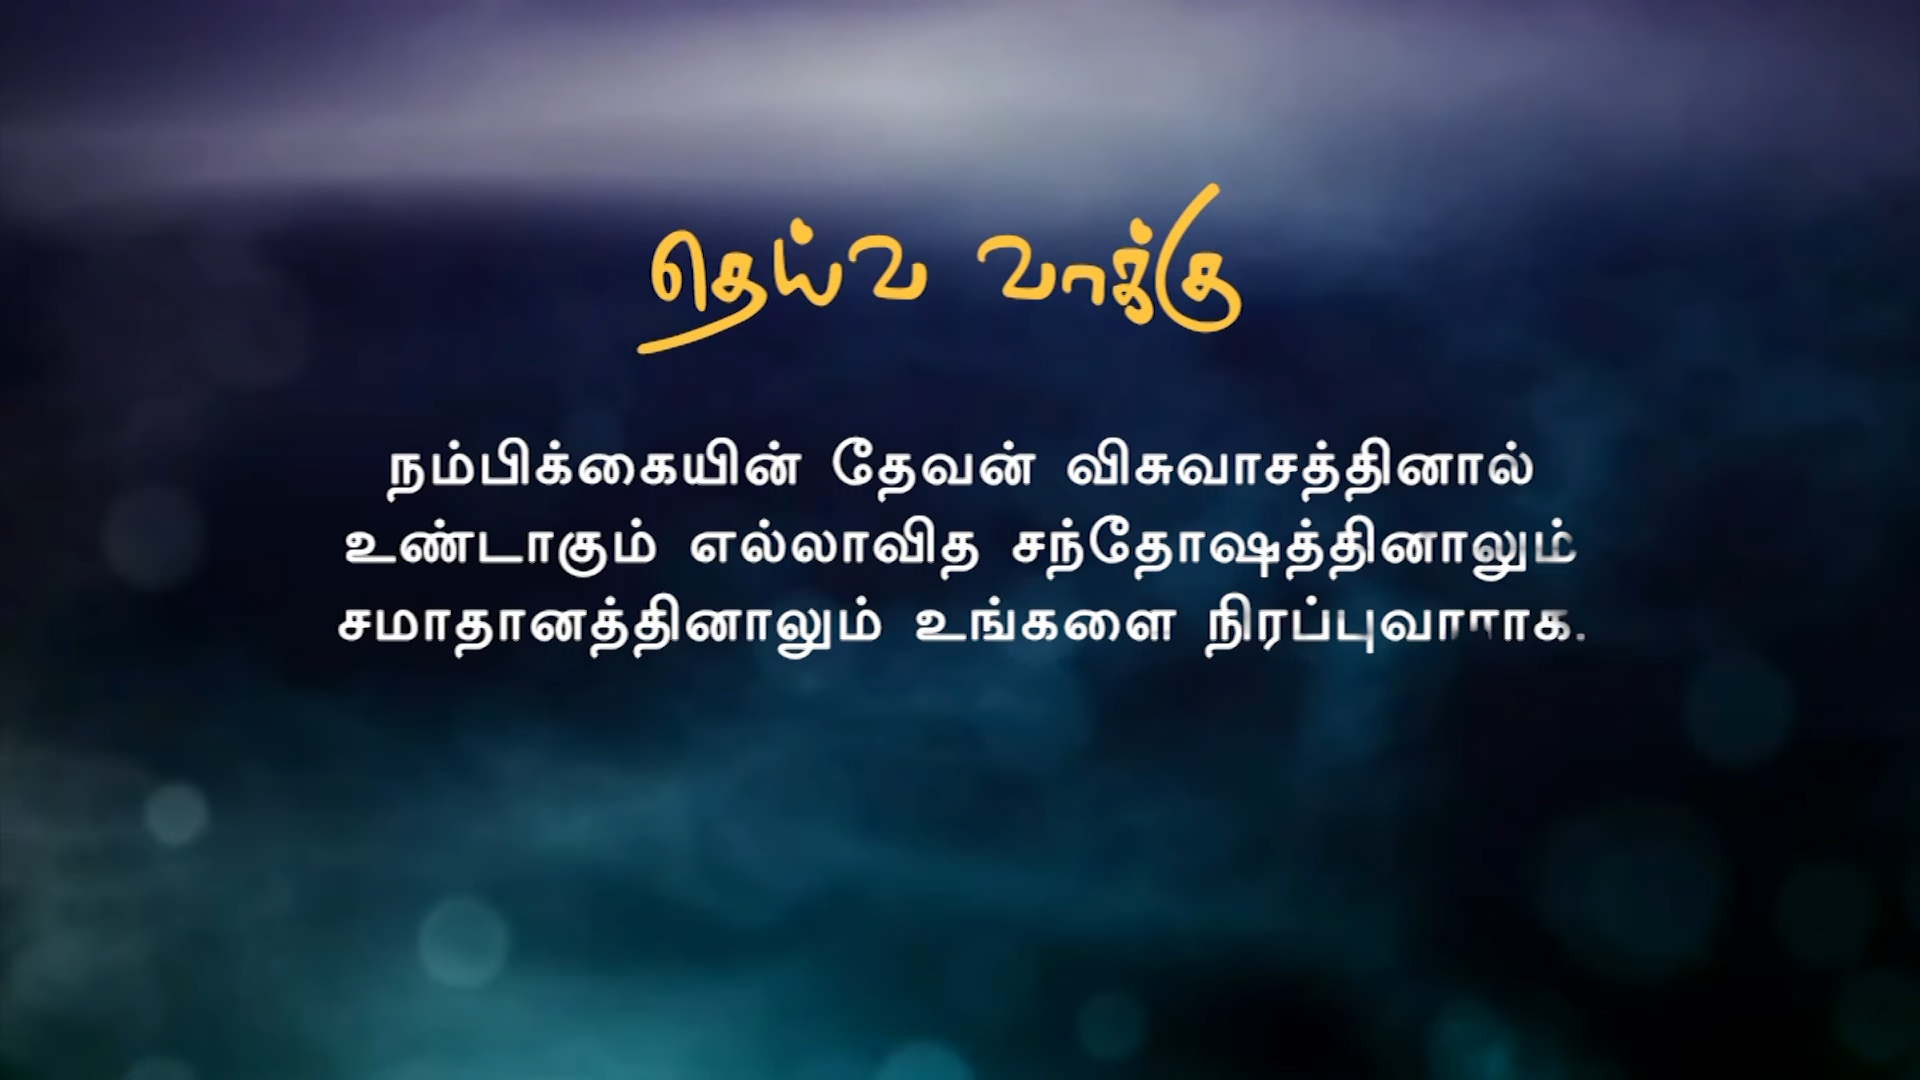 தெய்வ வாக்கு
நம்பிக்கையின் தேவன் விசுவாசத்தினால்
உண்டாகும் எல்லாவித சந்தோஷத்தினாலும்
சமாதானத்தினாலும் உங்களை நிரப்புவாராக.